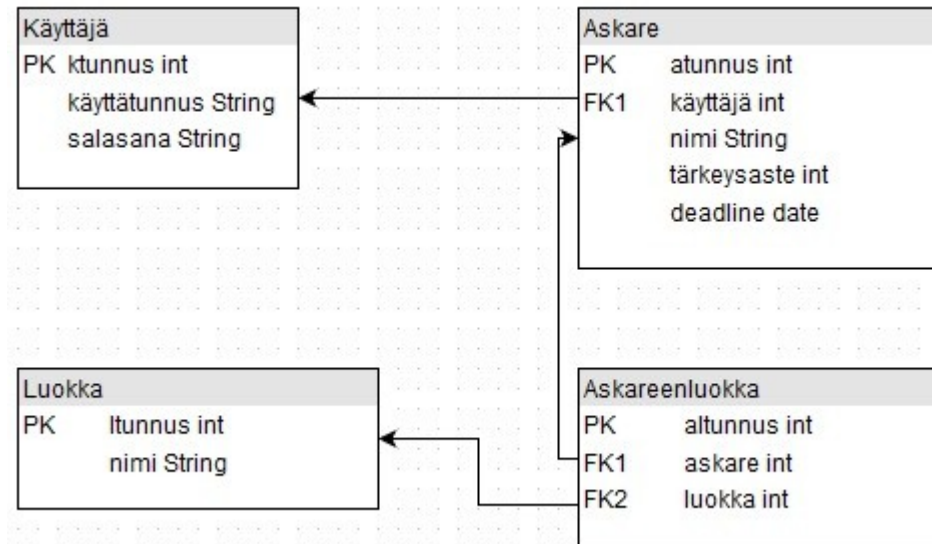 Käyttäjä
PK ktunnus int
käyttätunnus String
salasana String
Askare
PK atunnus int
FK1 käyttäjä int
nimi String
tärkeysaste int
deadline date
Luokka
PK ltunnus int
nimi String
Askareenluokka
PK altunnus int
FK1 askare int
FK2 luokka int